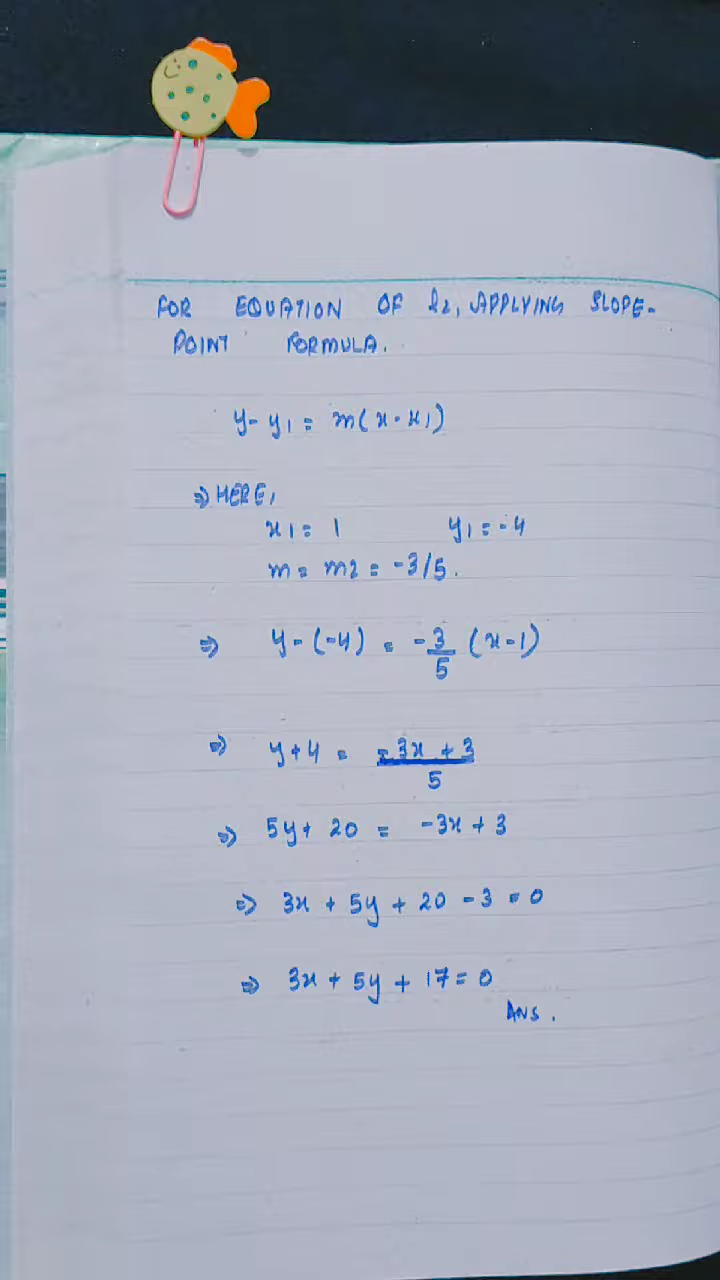 FOR EQUATION OF l2, APPLYING SLOPE-
POINT FORMULA.
y - y1 = m(x - x1)
⇒ HERE,
x1 = 1 y1 = -4
m = m2 = -3/5.
⇒ y - (-4) = -3/5 (x - 1)
⇒ y + 4 = -3x + 3 / 5
⇒ 5y + 20 = -3x + 3
⇒ 3x + 5y + 20 - 3 = 0
⇒ 3x + 5y + 17 = 0
ANS.